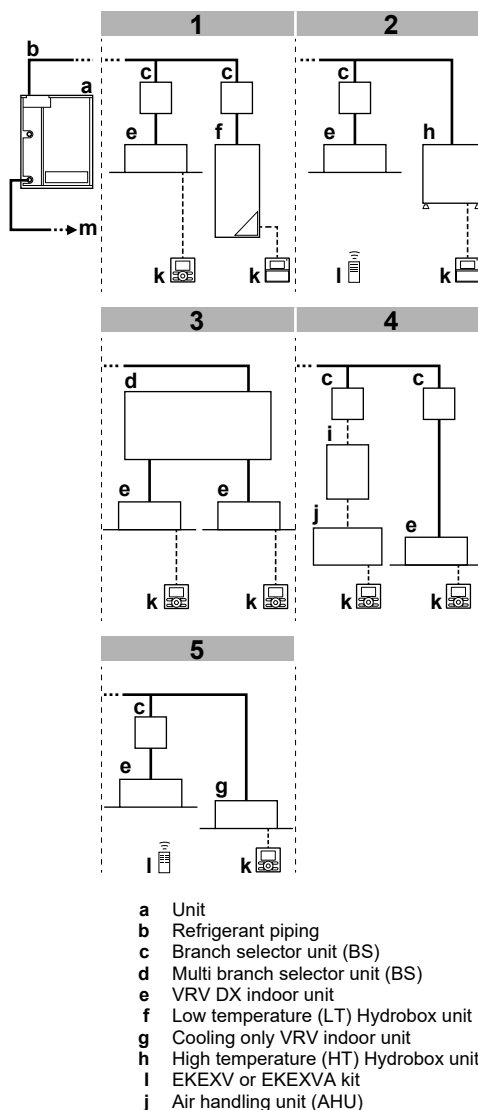 1 2
b
a
c c
e f
m
k k
c
e h
l k
3 4
d
e e
k k
c c
i
j
e
k k
5
c
e
g
l k
a Unit
b Refrigerant piping
c Branch selector unit (BS)
d Multi branch selector unit (BS)
e VRV DX indoor unit
f Low temperature (LT) Hydrobox unit
g Cooling only VRV indoor unit
h High temperature (HT) Hydrobox unit
I EKEXV or EKEXVA kit
j Air handling unit (AHU)